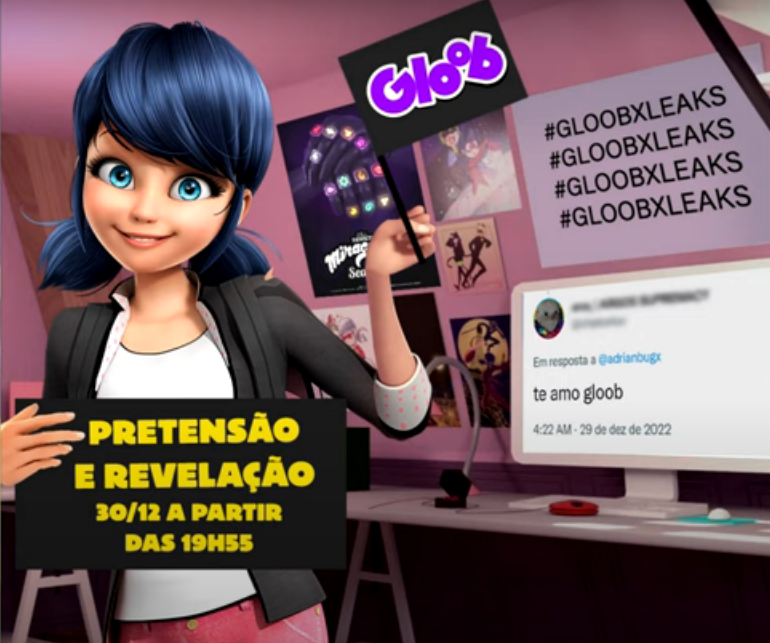 Gloob
#GLOOBXLEAKS
#GLOOBXLEAKS
#GLOOBXLEAKS
#GLOOBXLEAKS
Em resposta a @adrianbugx
te amo gloob
4:22 AM - 29 de dez de 2022
PRETENSÃO
E REVELAÇÃO
30/12 A PARTIR
DAS 19H55